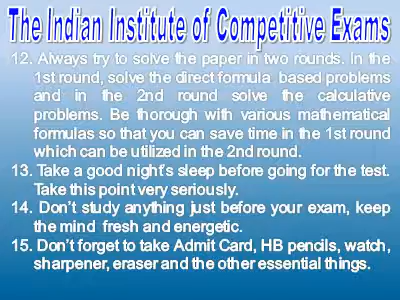 The Indian Institute of Competitive Exams
12. Always try to solve the paper in two rounds. In the
1st round, solve the direct formula based problems
and in the 2nd round solve the calculative
problems. Be thorough with various mathematical
formulas so that you can save time in the 1st round
which can be utilized in the 2nd round.
13. Take a good night's sleep before going for the test.
Take this point very seriously.
14. Don't study anything just before your exam, keep
the mind fresh and energetic.
15. Don't forget to take Admit Card, HB pencils, watch,
sharpener, eraser and the other essential things.